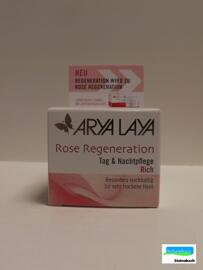 NEU
REGENERATION WIRD ZU
ROSE REGENERATION
ARYA LAYA
Rose Regeneration
Tag & Nachtpflege
Rich
Besonders reichhaltig
für sehr trockene Haut
Steinabach